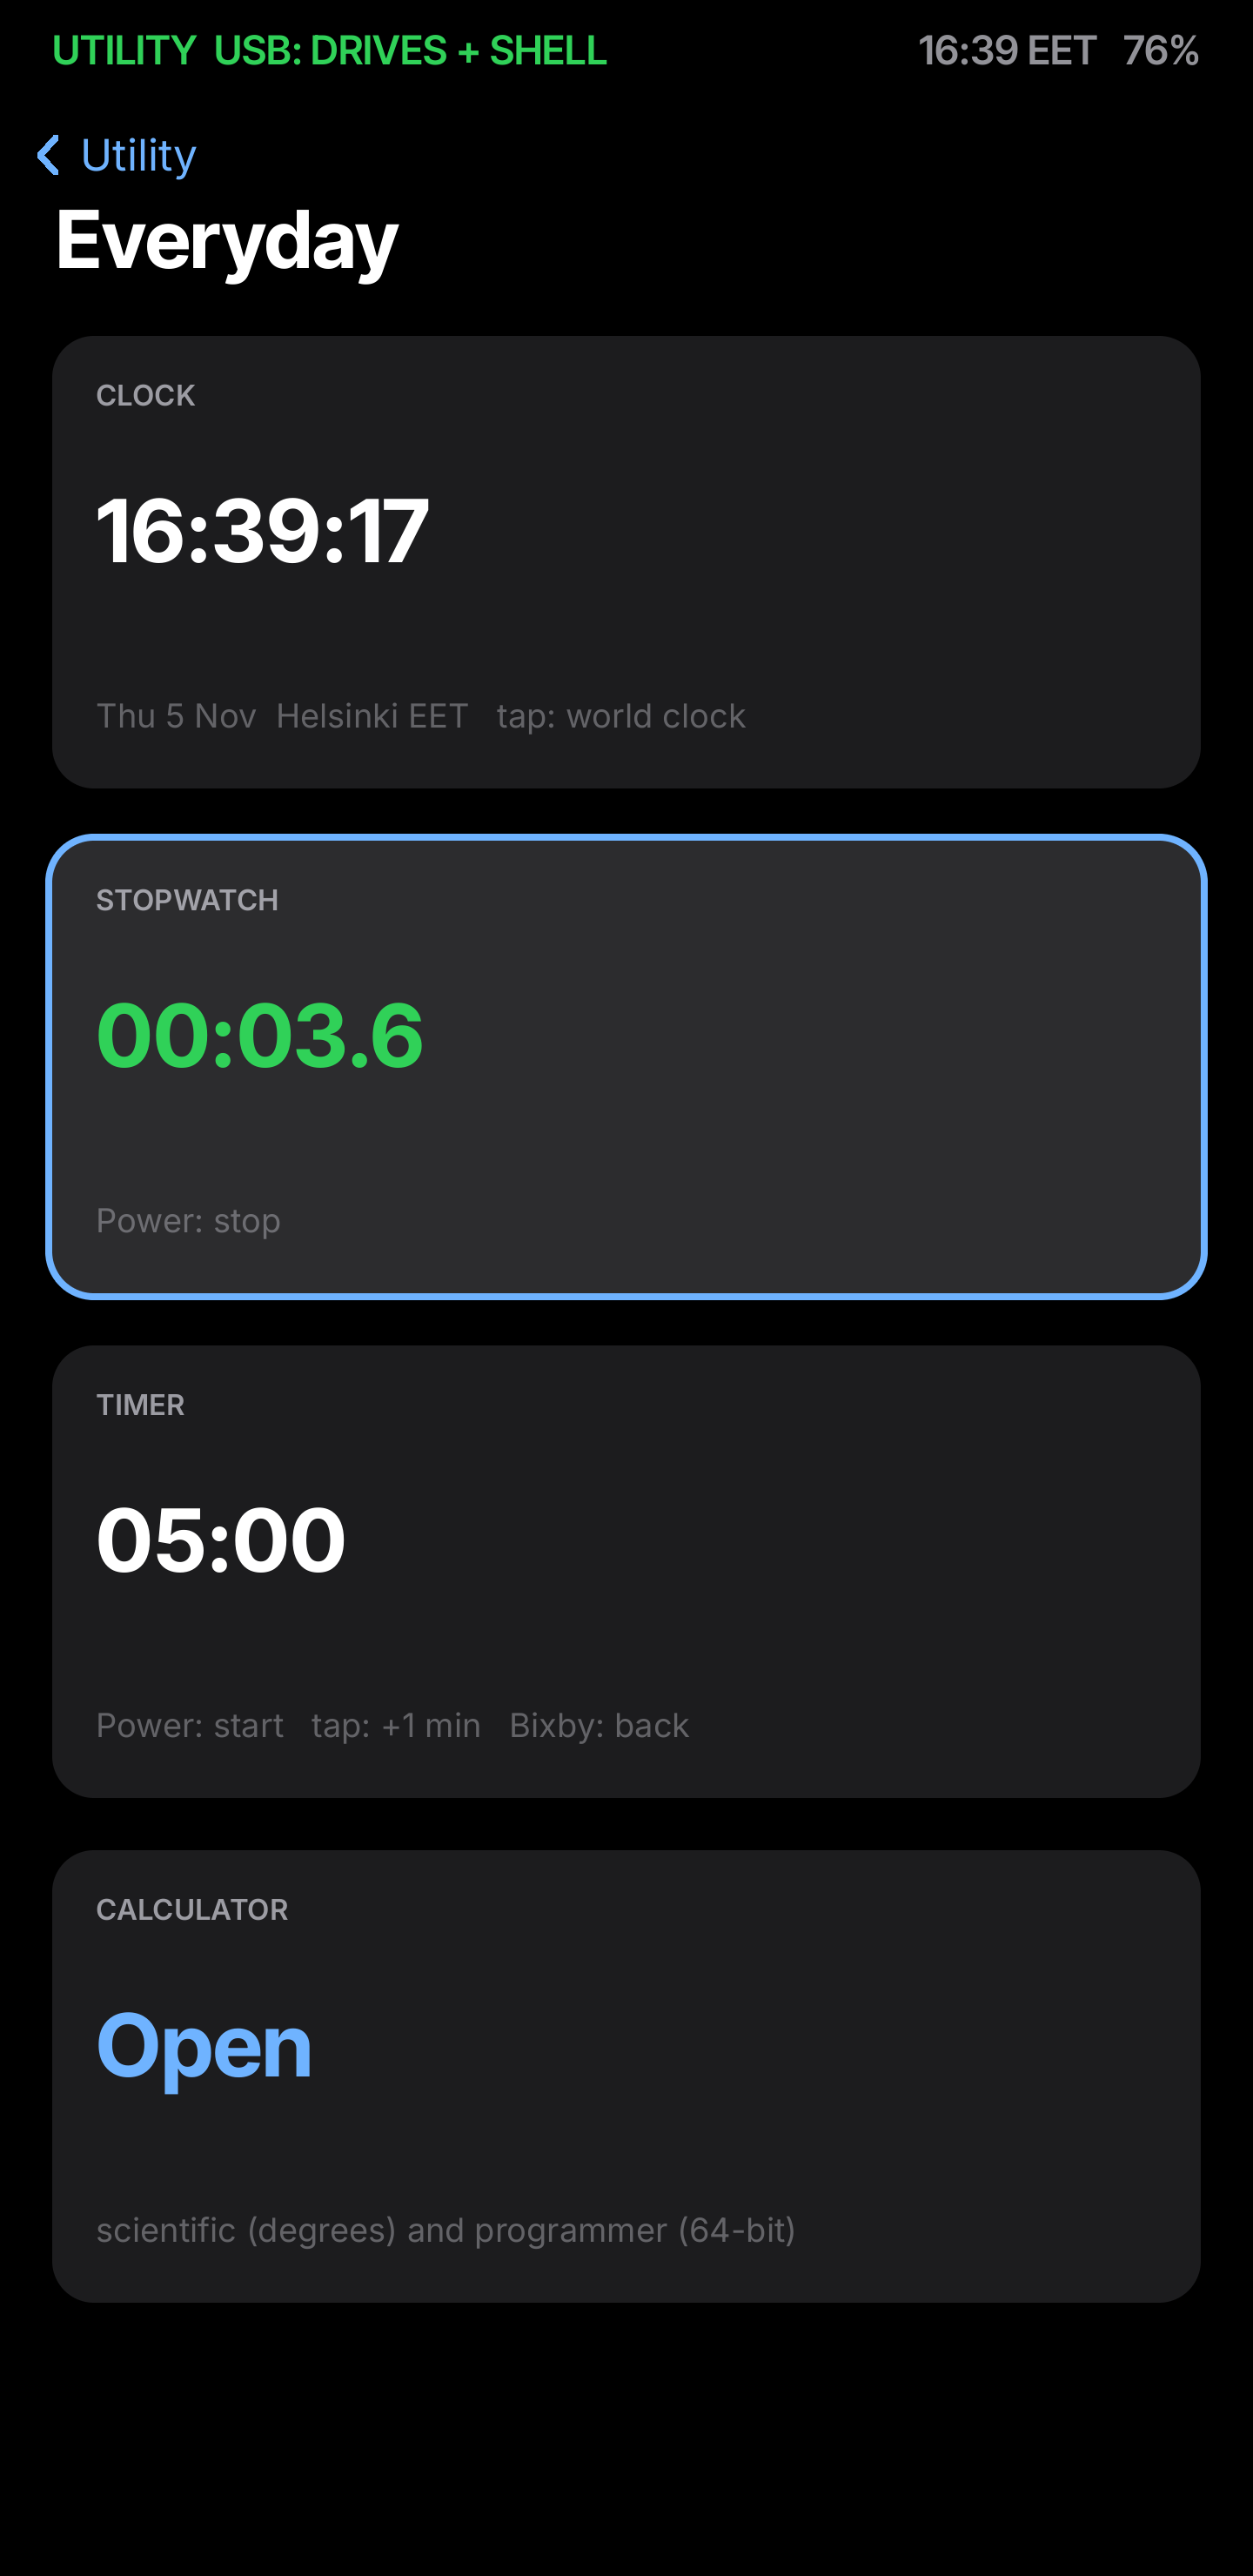 UTILITY USB: DRIVES + SHELL 16:39 EET 76%
Utility
Everyday
CLOCK
16:39:17
Thu 5 Nov Helsinki EET tap: world clock
STOPWATCH
00:03.6
Power: stop
TIMER
05:00
Power: start tap: +1 min Bixby: back
CALCULATOR
Open
scientific (degrees) and programmer (64-bit)